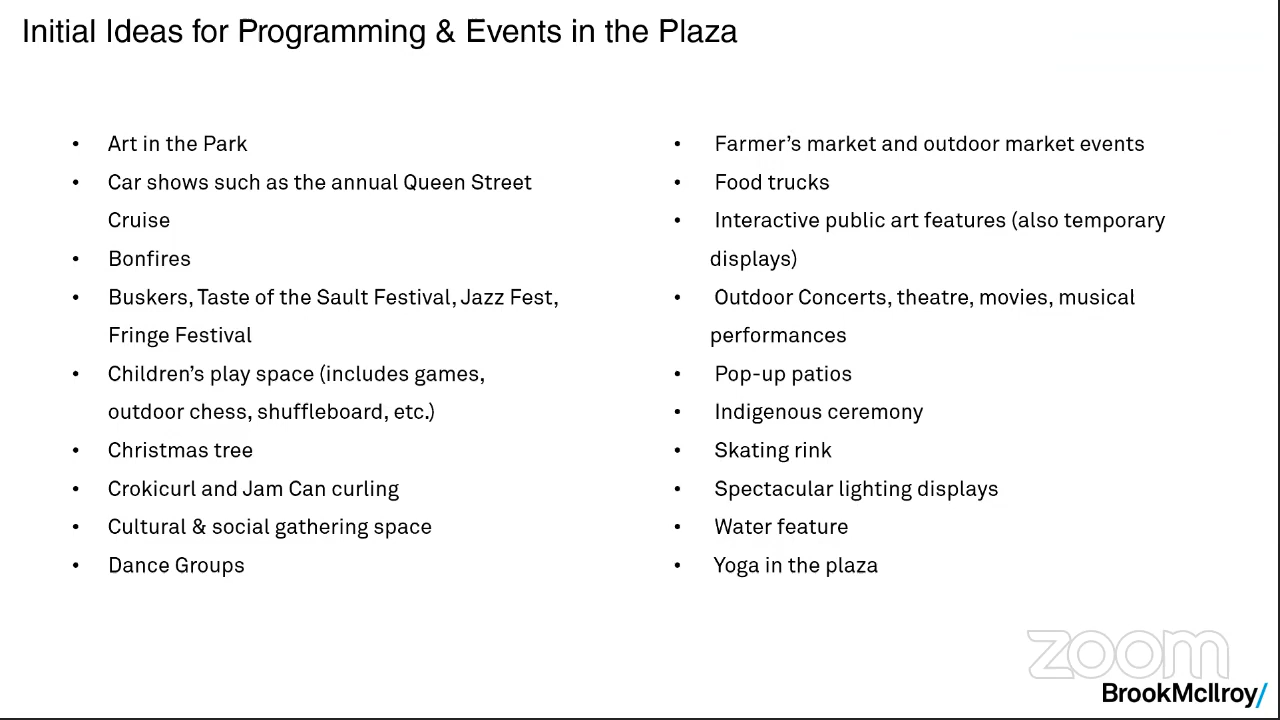 Initial Ideas for Programming & Events in the Plaza
• Art in the Park
• Car shows such as the annual Queen Street
Cruise
• Bonfires
• Buskers, Taste of the Sault Festival, Jazz Fest,
Fringe Festival
• Children’s play space (includes games,
outdoor chess, shuffleboard, etc.)
• Christmas tree
• Crokicurl and Jam Can curling
• Cultural & social gathering space
• Dance Groups
• Farmer’s market and outdoor market events
• Food trucks
• Interactive public art features (also temporary
displays)
• Outdoor Concerts, theatre, movies, musical
performances
• Pop-up patios
• Indigenous ceremony
• Skating rink
• Spectacular lighting displays
• Water feature
• Yoga in the plaza
zoom
BrookMcIlroy/